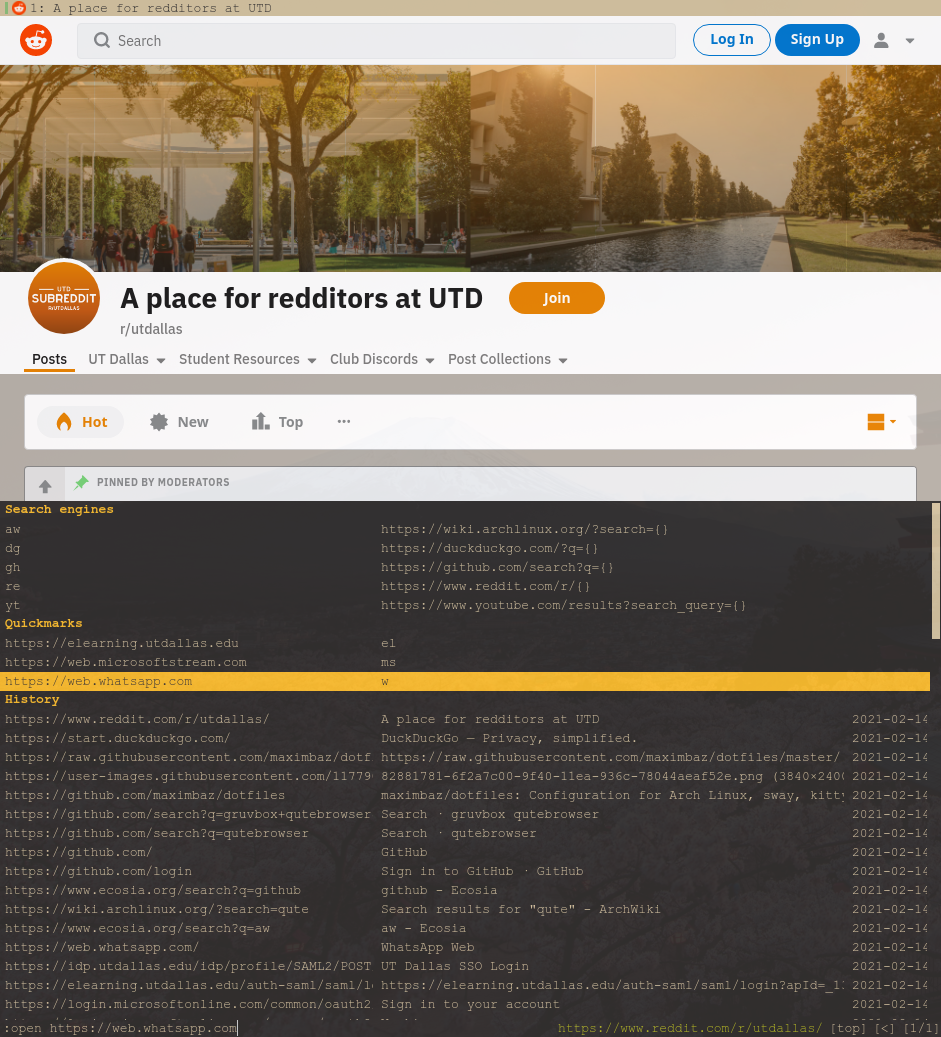 1: A place for redditors at UTD
Search
Log In
Sign Up
UTD
SUBREDDIT
R/UTDALLAS
A place for redditors at UTD
Join
r/utdallas
Posts UT Dallas Student Resources Club Discords Post Collections
Hot New Top ···
PINNED BY MODERATORS
Search engines
aw https://wiki.archlinux.org/?search={}
dg https://duckduckgo.com/?q={}
gh https://github.com/search?q={}
re https://www.reddit.com/r/{}
yt https://www.youtube.com/results?search_query={}
Quickmarks
https://elearning.utdallas.edu el
https://web.microsoftstream.com ms
https://web.whatsapp.com w
History
https://www.reddit.com/r/utdallas/ A place for redditors at UTD 2021-02-14
https://start.duckduckgo.com/ DuckDuckGo — Privacy, simplified. 2021-02-14
https://raw.githubusercontent.com/maximbaz/dotf https://raw.githubusercontent.com/maximbaz/dotfiles/master/ 2021-02-14
https://user-images.githubusercontent.com/11779 82881781-6f2a7c00-9f40-11ea-936c-78044aeaf52e.png (3840×2400 2021-02-14
https://github.com/maximbaz/dotfiles maximbaz/dotfiles: Configuration for Arch Linux, sway, kitty 2021-02-14
https://github.com/search?q=gruvbox+qutebrowser Search · gruvbox qutebrowser 2021-02-14
https://github.com/search?q=qutebrowser Search · qutebrowser 2021-02-14
https://github.com/ GitHub 2021-02-14
https://github.com/login Sign in to GitHub · GitHub 2021-02-14
https://www.ecosia.org/search?q=github github - Ecosia 2021-02-14
https://wiki.archlinux.org/?search=qute Search results for "qute" - ArchWiki 2021-02-14
https://www.ecosia.org/search?q=aw aw - Ecosia 2021-02-14
https://web.whatsapp.com/ WhatsApp Web 2021-02-14
https://idp.utdallas.edu/idp/profile/SAML2/POST UT Dallas SSO Login 2021-02-14
https://elearning.utdallas.edu/auth-saml/saml/l https://elearning.utdallas.edu/auth-saml/saml/login?apId=_1 2021-02-14
https://login.microsoftonline.com/common/oauth2 Sign in to your account 2021-02-14
:open https://web.whatsapp.com https://www.reddit.com/r/utdallas/ [top] [<] [1/1]